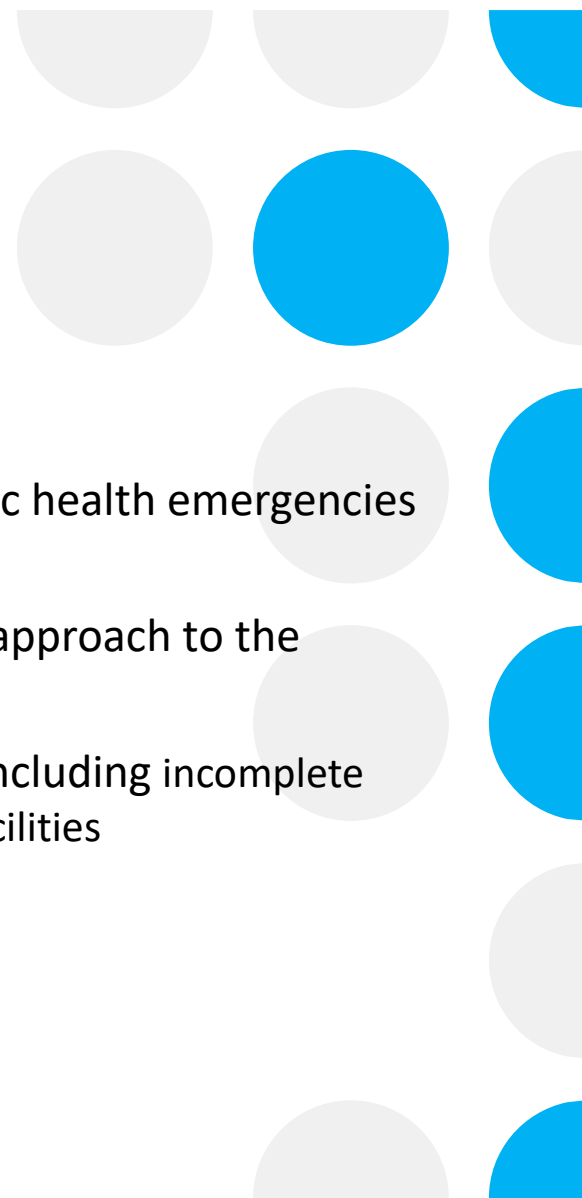 c health emergencies
approach to the
ncluding incomplete
cilities